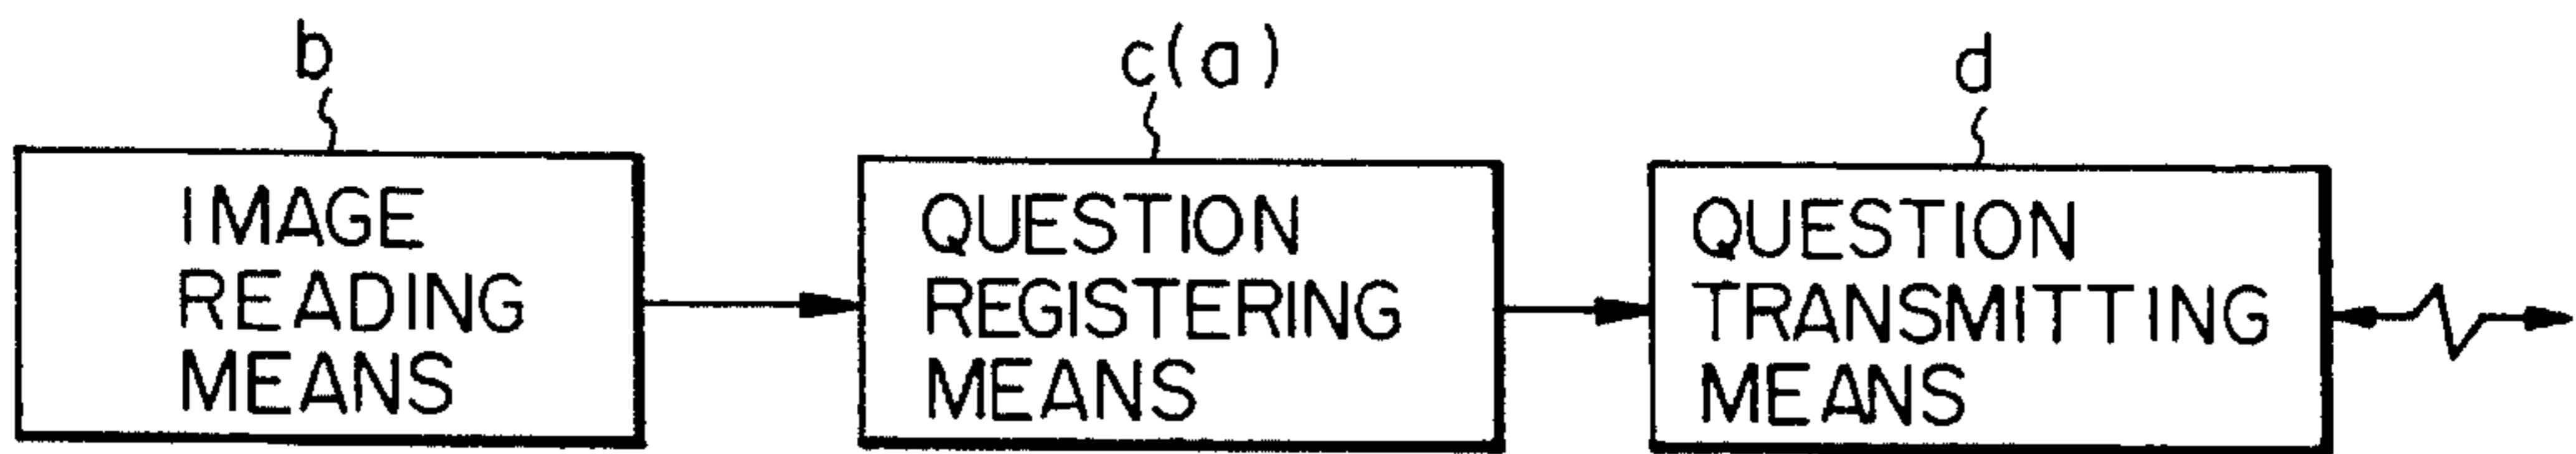 b
c(a)
d
IMAGE
READING
MEANS
QUESTION
REGISTERING
MEANS
QUESTION
TRANSMITTING
MEANS